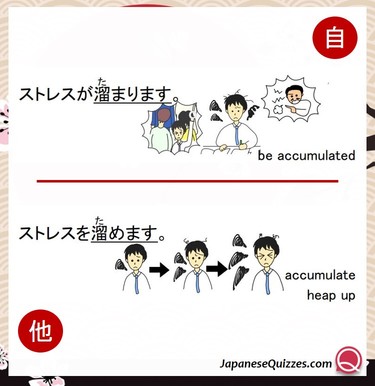 自
た
ストレスが溜まります。
be accumulated
た
ストレスを溜めます。
accumulate
heap up
他
JapaneseQuizzes.com